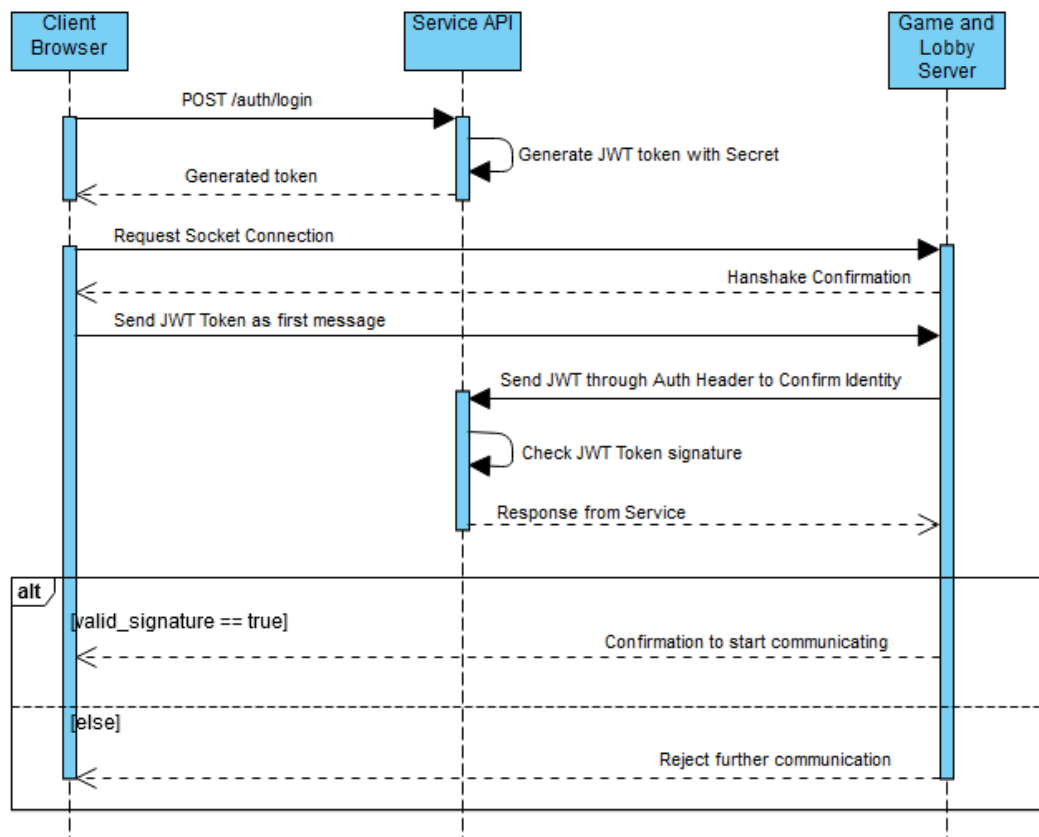 Client
Browser
Service API
Game and
Lobby
Server
POST /auth/login
Generate JWT token with Secret
Generated token
Request Socket Connection
Hanshake Confirmation
Send JWT Token as first message
Send JWT through Auth Header to Confirm Identity
Check JWT Token signature
Response from Service
alt
[valid_signature == true]
Confirmation to start communicating
[else]
Reject further communication